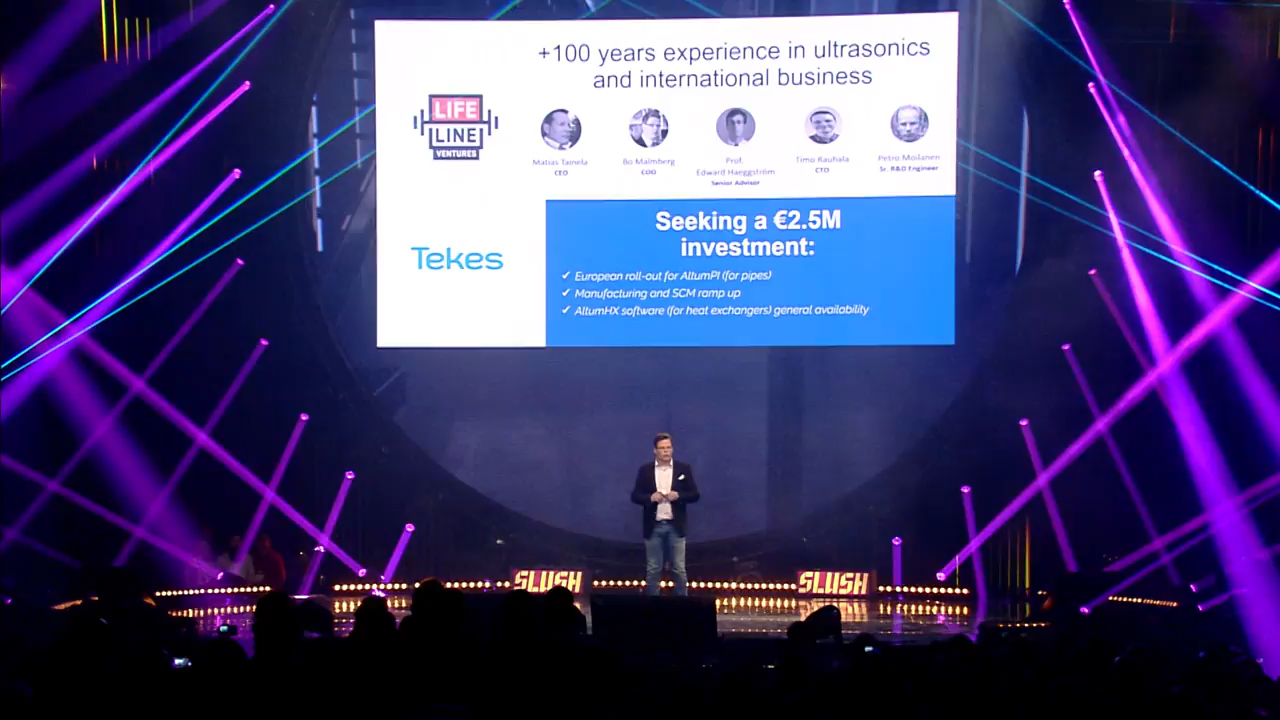 +100 years experience in ultrasonics
and international business
LIFE
LINE
VENTURES
Matias Tainela
CEO
Bo Malmberg
COO
Prof.
Edward Haeggström
Senior Advisor
Timo Rauhala
CTO
Petro Moilanen
Sr. R&D Engineer
Tekes
Seeking a €2.5M
investment:
✓ European roll-out for AltumPI (for pipes)
✓ Manufacturing and SCM ramp up
✓ AltumHX software (for heat exchangers) general availability
SLUSH
SLUSH